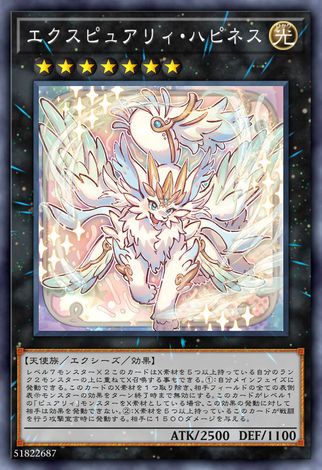 エクスピュアリィ・ハピネス
光
【天使族／エクシーズ／効果】
レベル７モンスター×２このカードはX素材を５つ以上持っている自分のラ
ンク２モンスターの上に重ねてX召喚する事もできる。①:自分メインフェイズに
発動できる。このカードのX素材を１つ取り除き、相手フィールドの全ての表側
表示モンスターの効果をターン終了時まで無効にする。このカードがレベル１
の「ピュアリィ」モンスターをX素材としている場合、この効果の発動に対して
相手は効果を発動できない。②:X素材を５つ以上持っているこのカードが戦闘
を行う攻撃宣言時に発動する。相手に１５００ダメージを与える。
ATK/2500 DEF/1100
51822687